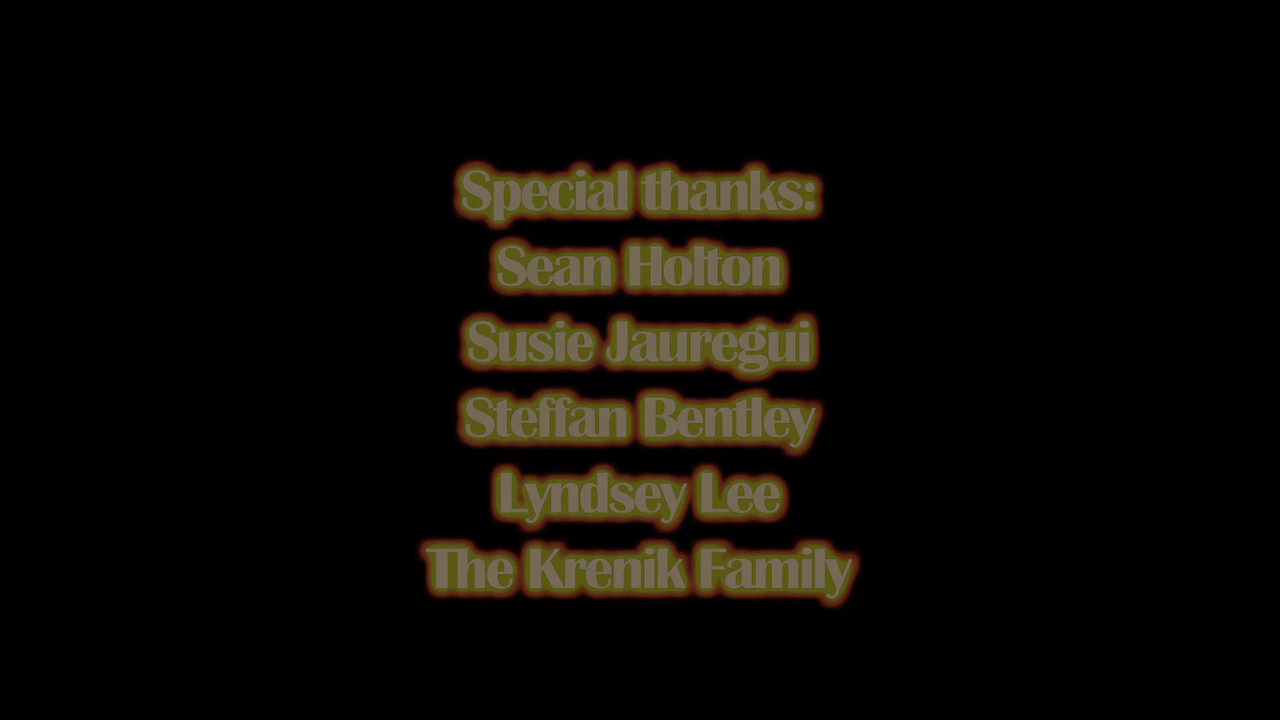 Special thanks:
Sean Holton
Susie Jauregui
Steffan Bentley
Lyndsey Lee
The Krenik Family